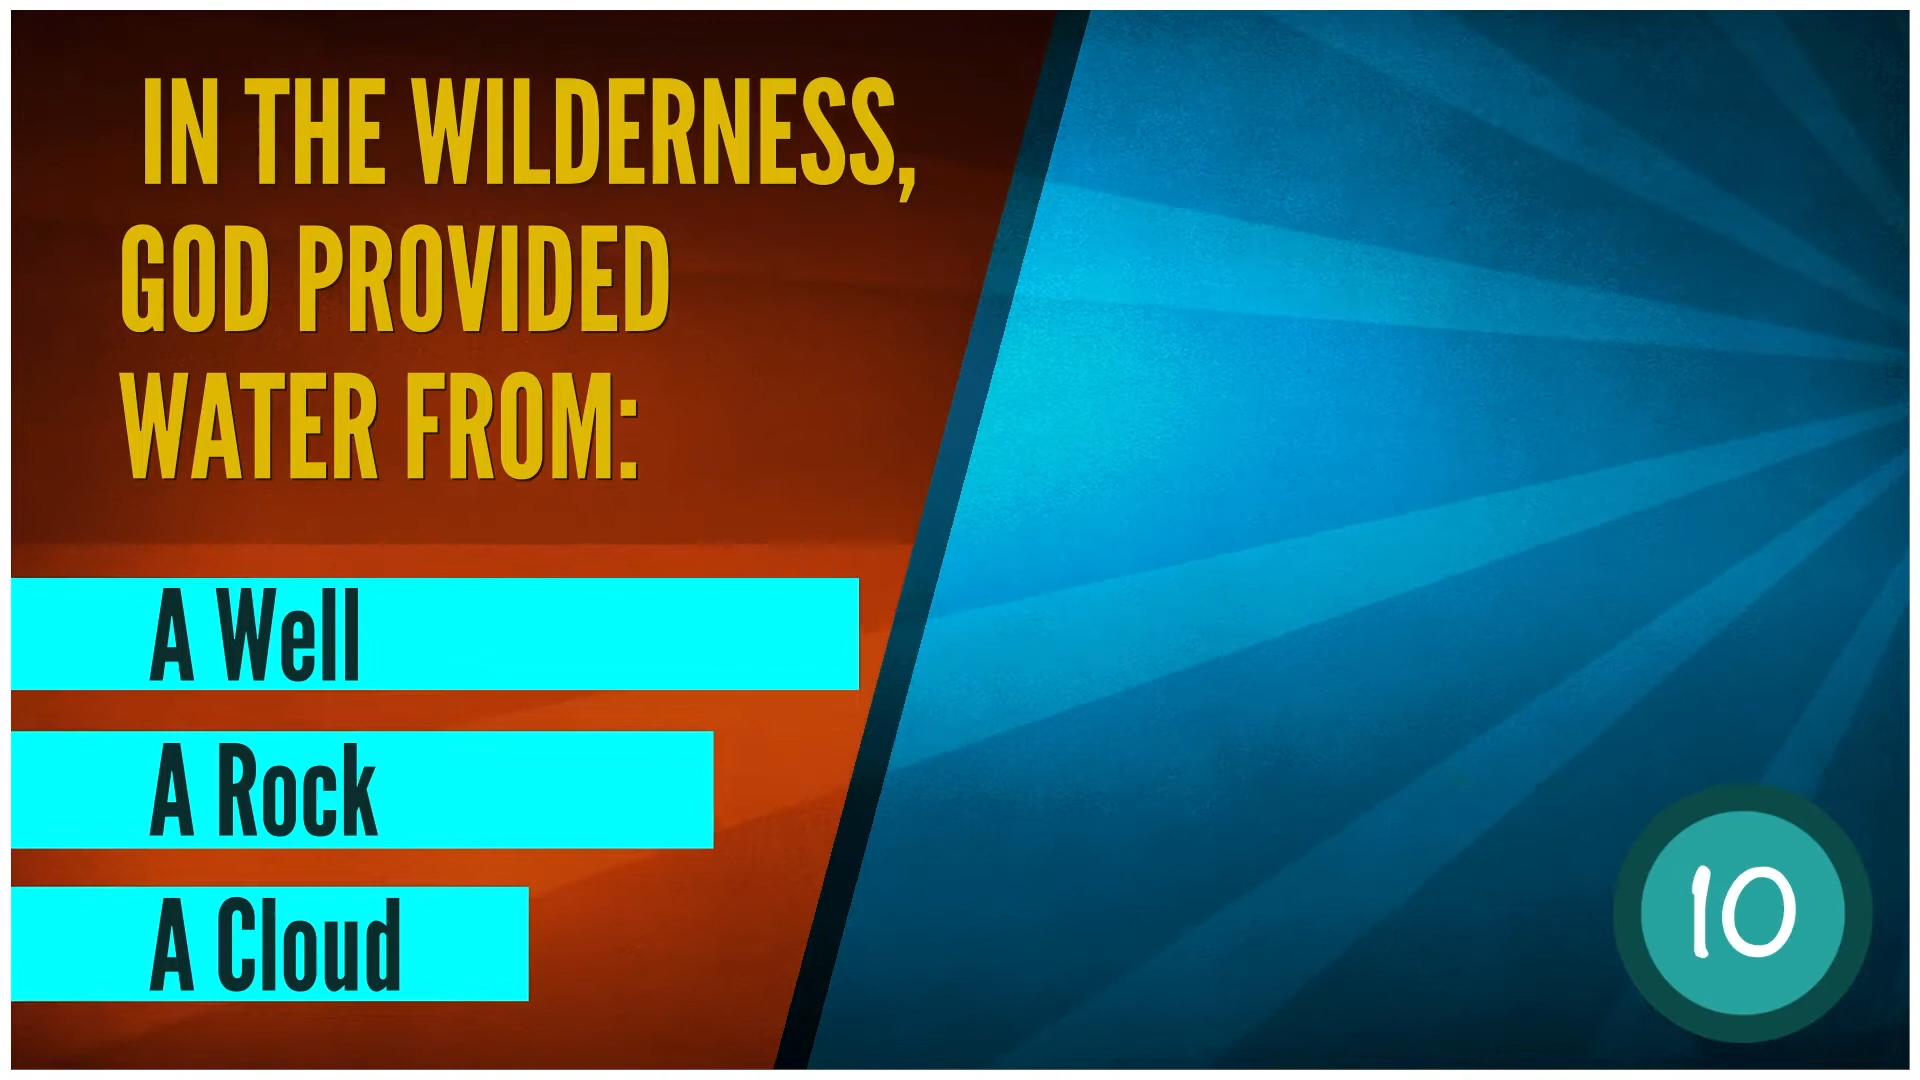 IN THE WILDERNESS,
GOD PROVIDED
WATER FROM:
A Well
A Rock
A Cloud
10